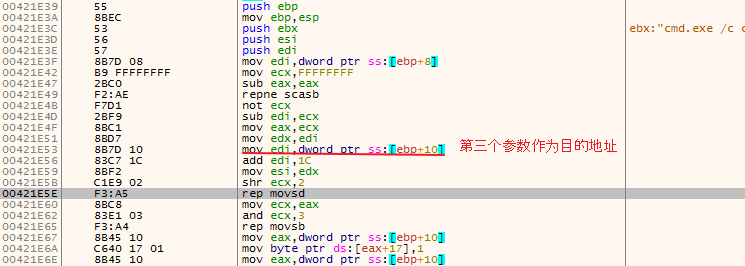 00421E39 55 push ebp
00421E3A 8BEC mov ebp,esp
00421E3C 53 push ebx ebx:"cmd.exe /c c
00421E3D 56 push esi
00421E3E 57 push edi
00421E3F 8B7D 08 mov edi,dword ptr ss:[ebp+8]
00421E42 B9 FFFFFFFF mov ecx,FFFFFFFF
00421E47 2BC0 sub eax,eax
00421E49 F2:AE repne scasb
00421E4B F7D1 not ecx
00421E4D 2BF9 sub edi,ecx
00421E4F 8BC1 mov eax,ecx
00421E51 8BD7 mov edx,edi
00421E53 8B7D 10 mov edi,dword ptr ss:[ebp+10] 第三个参数作为目的地址
00421E56 83C7 1C add edi,1C
00421E59 8BF2 mov esi,edx
00421E5B C1E9 02 shr ecx,2
00421E5E F3:A5 rep movsd
00421E60 8BC8 mov ecx,eax
00421E62 83E1 03 and ecx,3
00421E65 F3:A4 rep movsb
00421E67 8B45 10 mov eax,dword ptr ss:[ebp+10]
00421E6A C640 17 01 mov byte ptr ds:[eax+17],1
00421E6E 8B45 10 mov eax,dword ptr ss:[ebp+10]